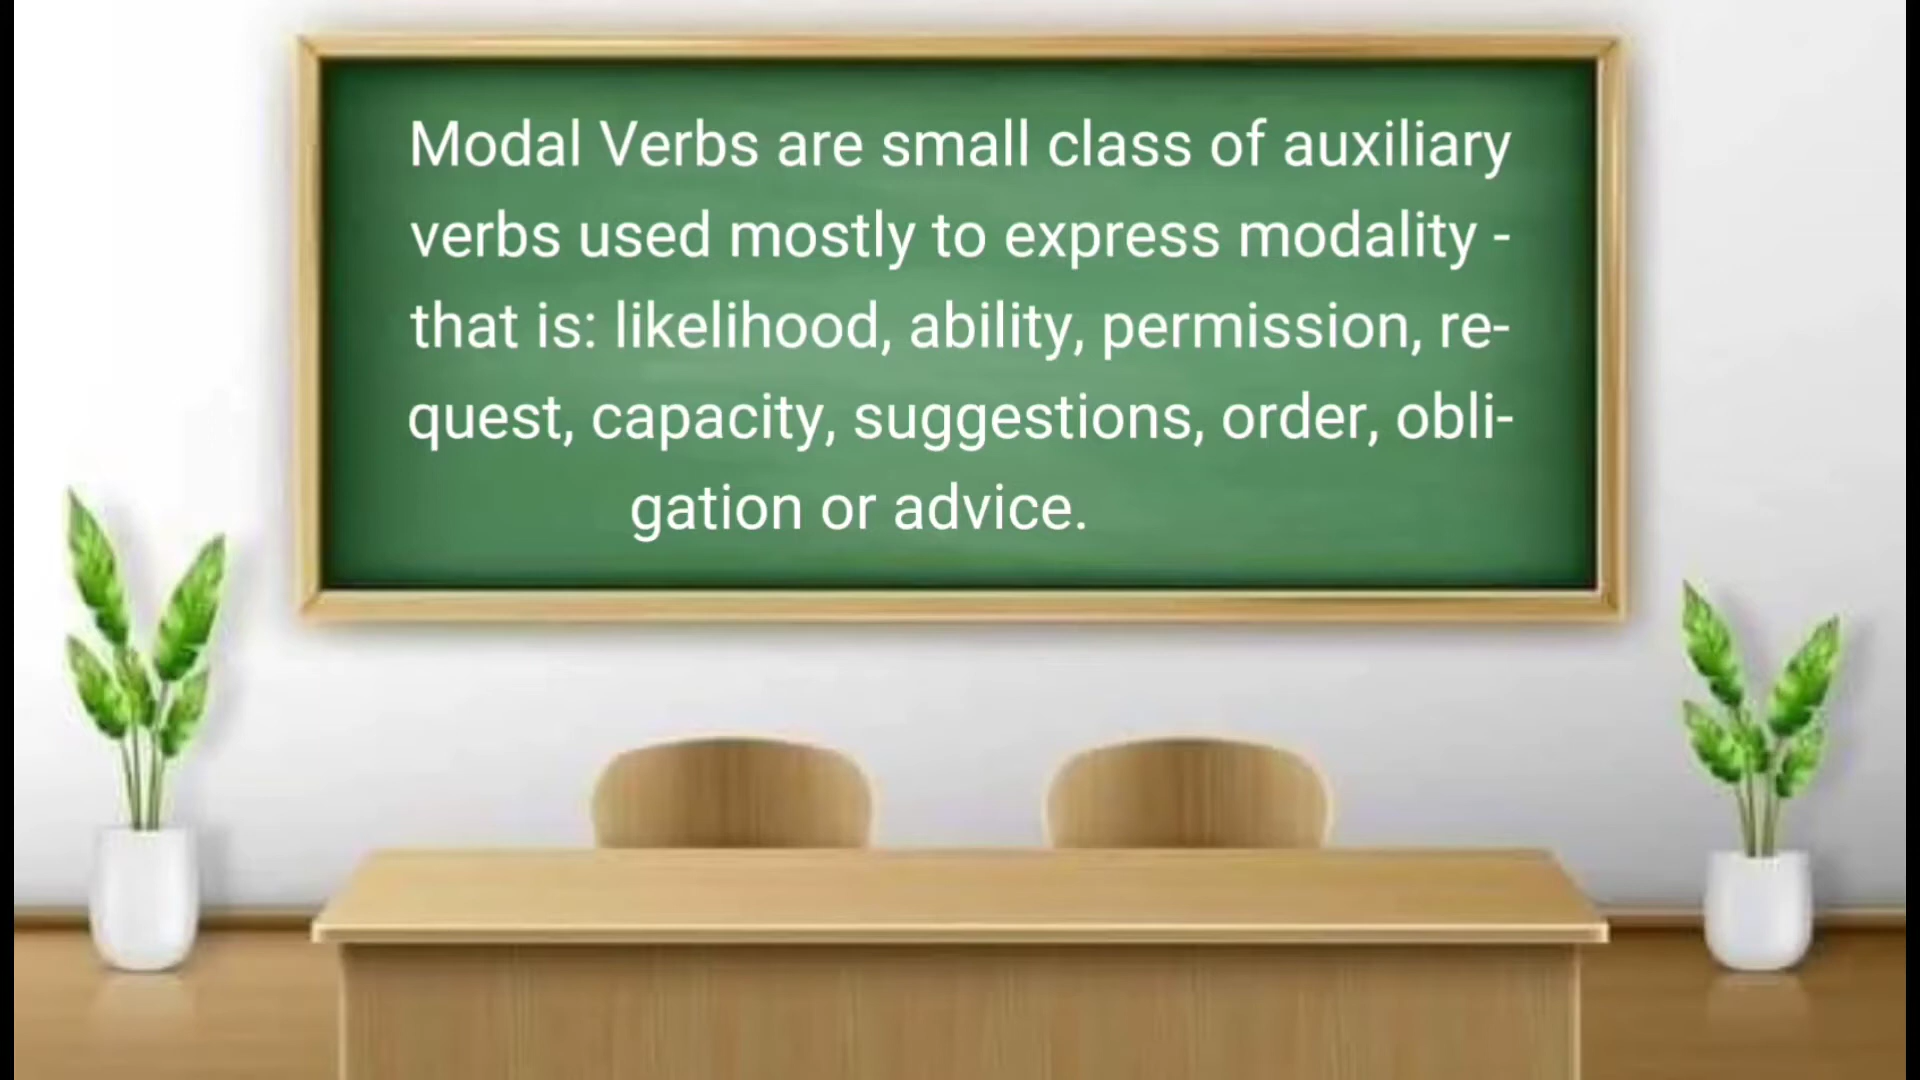 Modal Verbs are small class of auxiliary
verbs used mostly to express modality -
that is: likelihood, ability, permission, re-
quest, capacity, suggestions, order, obli-
gation or advice.